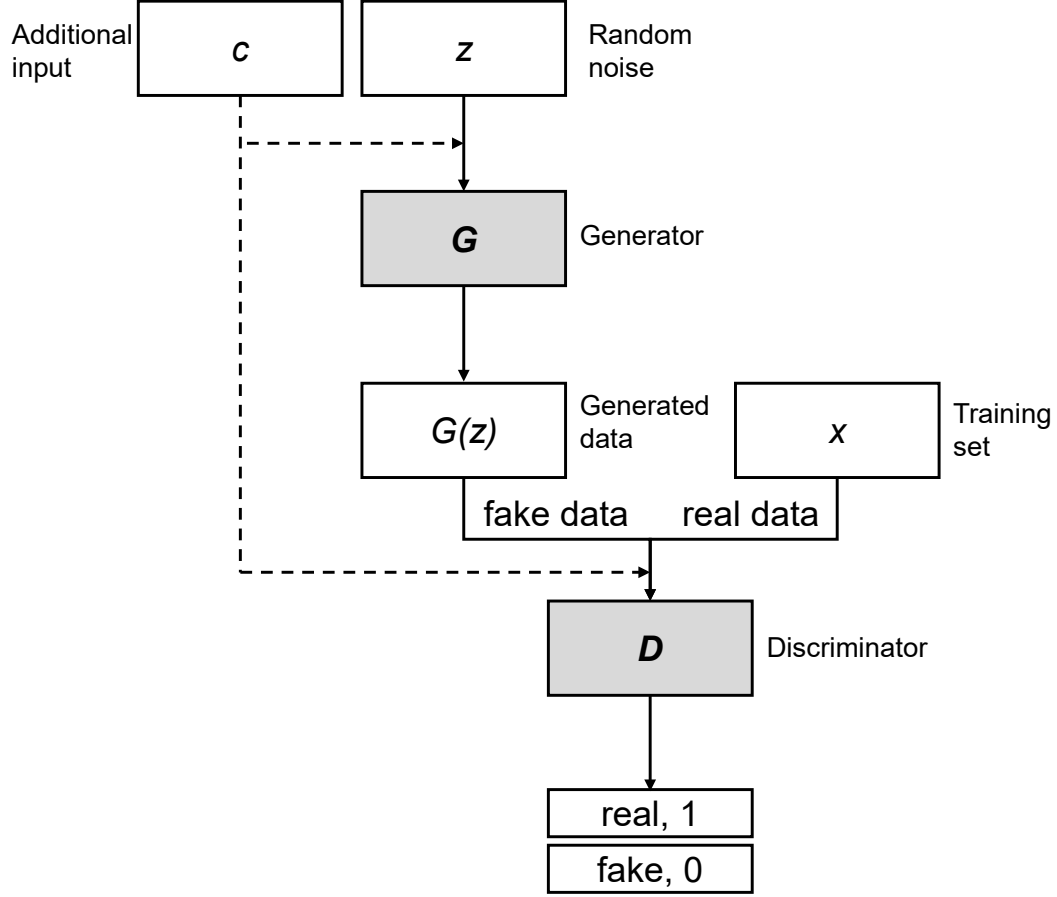 Additional
input
c
z
Random
noise
G
Generator
G(z)
Generated
data
x
Training
set
fake data
real data
D
Discriminator
real, 1
fake, 0